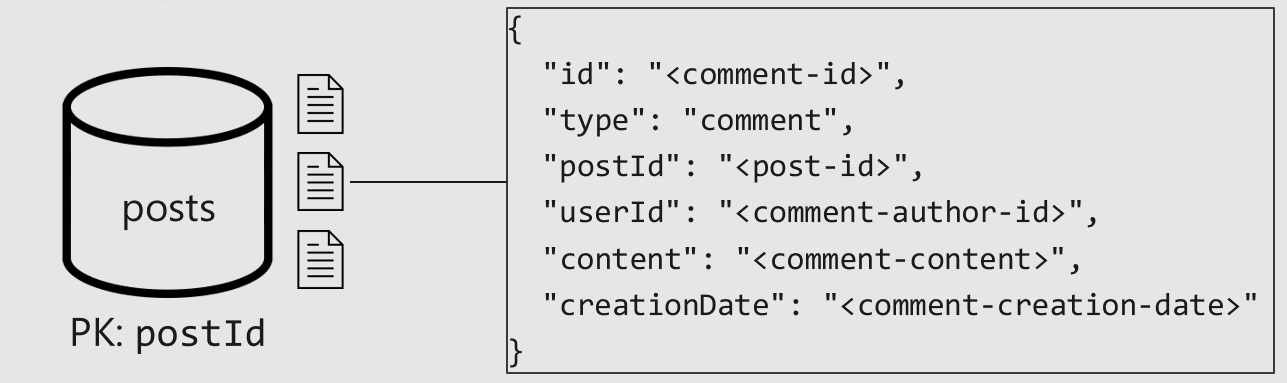 posts
PK: postId
{
"id": "<comment-id>",
"type": "comment",
"postId": "<post-id>",
"userId": "<comment-author-id>",
"content": "<comment-content>",
"creationDate": "<comment-creation-date>"
}